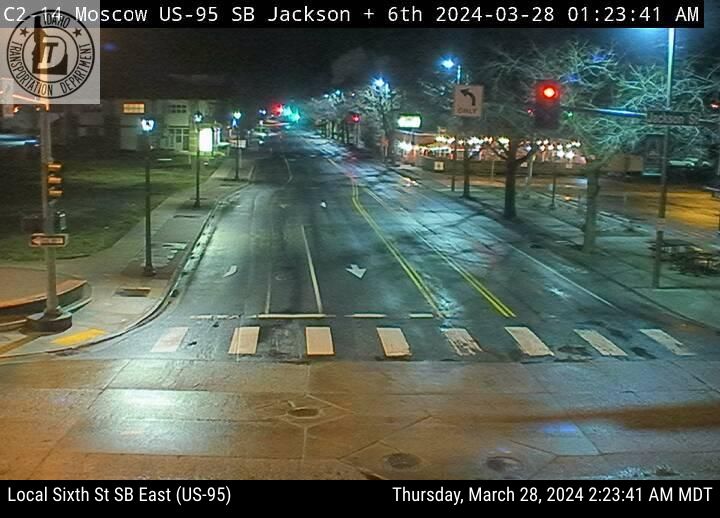 C2 14 Moscow US-95 SB Jackson + 6th 2024-03-28 01:23:41 AM
IDAHO
TRANSPORTATION DEPARTMENT
ONLY
Jackson St
Local Sixth St SB East (US-95)
Thursday, March 28, 2024 2:23:41 AM MDT